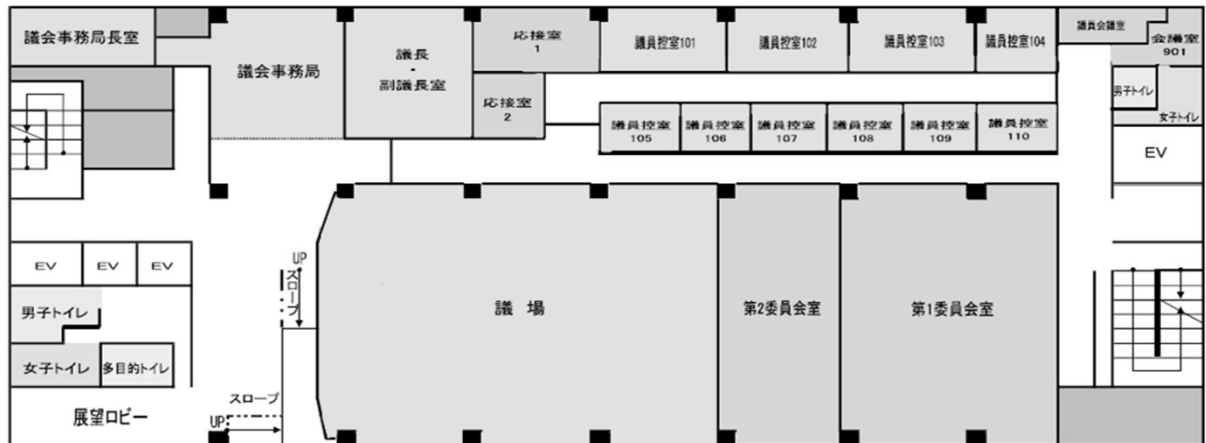 議会事務局長室
議会事務局
議長
・
副議長室
応接室
1
応接室
2
議員控室101
議員控室102
議員控室103
議員控室104
議員会議室
会議室
901
男子トイレ
女子トイレ
EV
議員控室
105
議員控室
106
議員控室
107
議員控室
108
議員控室
109
議員控室
110
EV
EV
EV
男子トイレ
女子トイレ
多目的トイレ
展望ロビー
UP
スロープ
スロープ
UP
議場
第2委員会室
第1委員会室